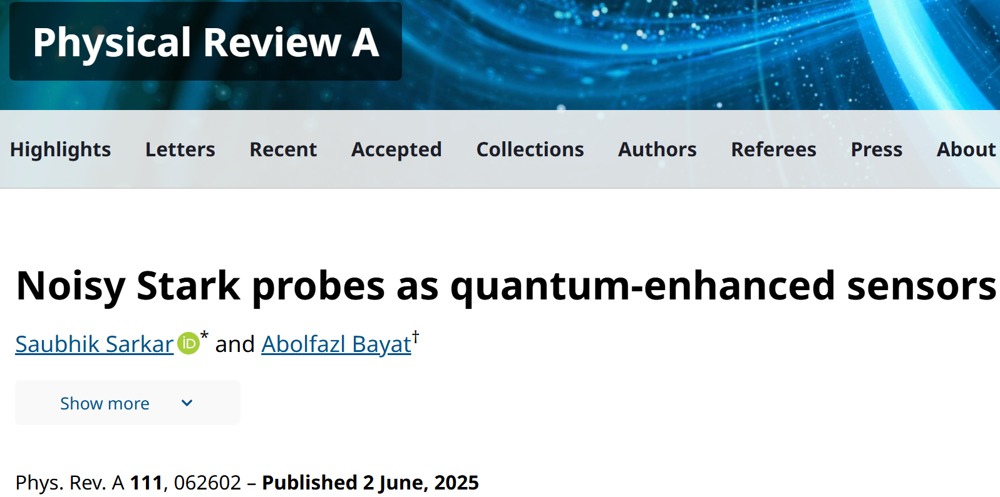 Physical Review A
Highlights Letters Recent Accepted Collections Authors Referees Press About
Noisy Stark probes as quantum-enhanced sensors
Saubhik Sarkar iD* and Abolfazl Bayat†
Show more
Phys. Rev. A 111, 062602 – Published 2 June, 2025